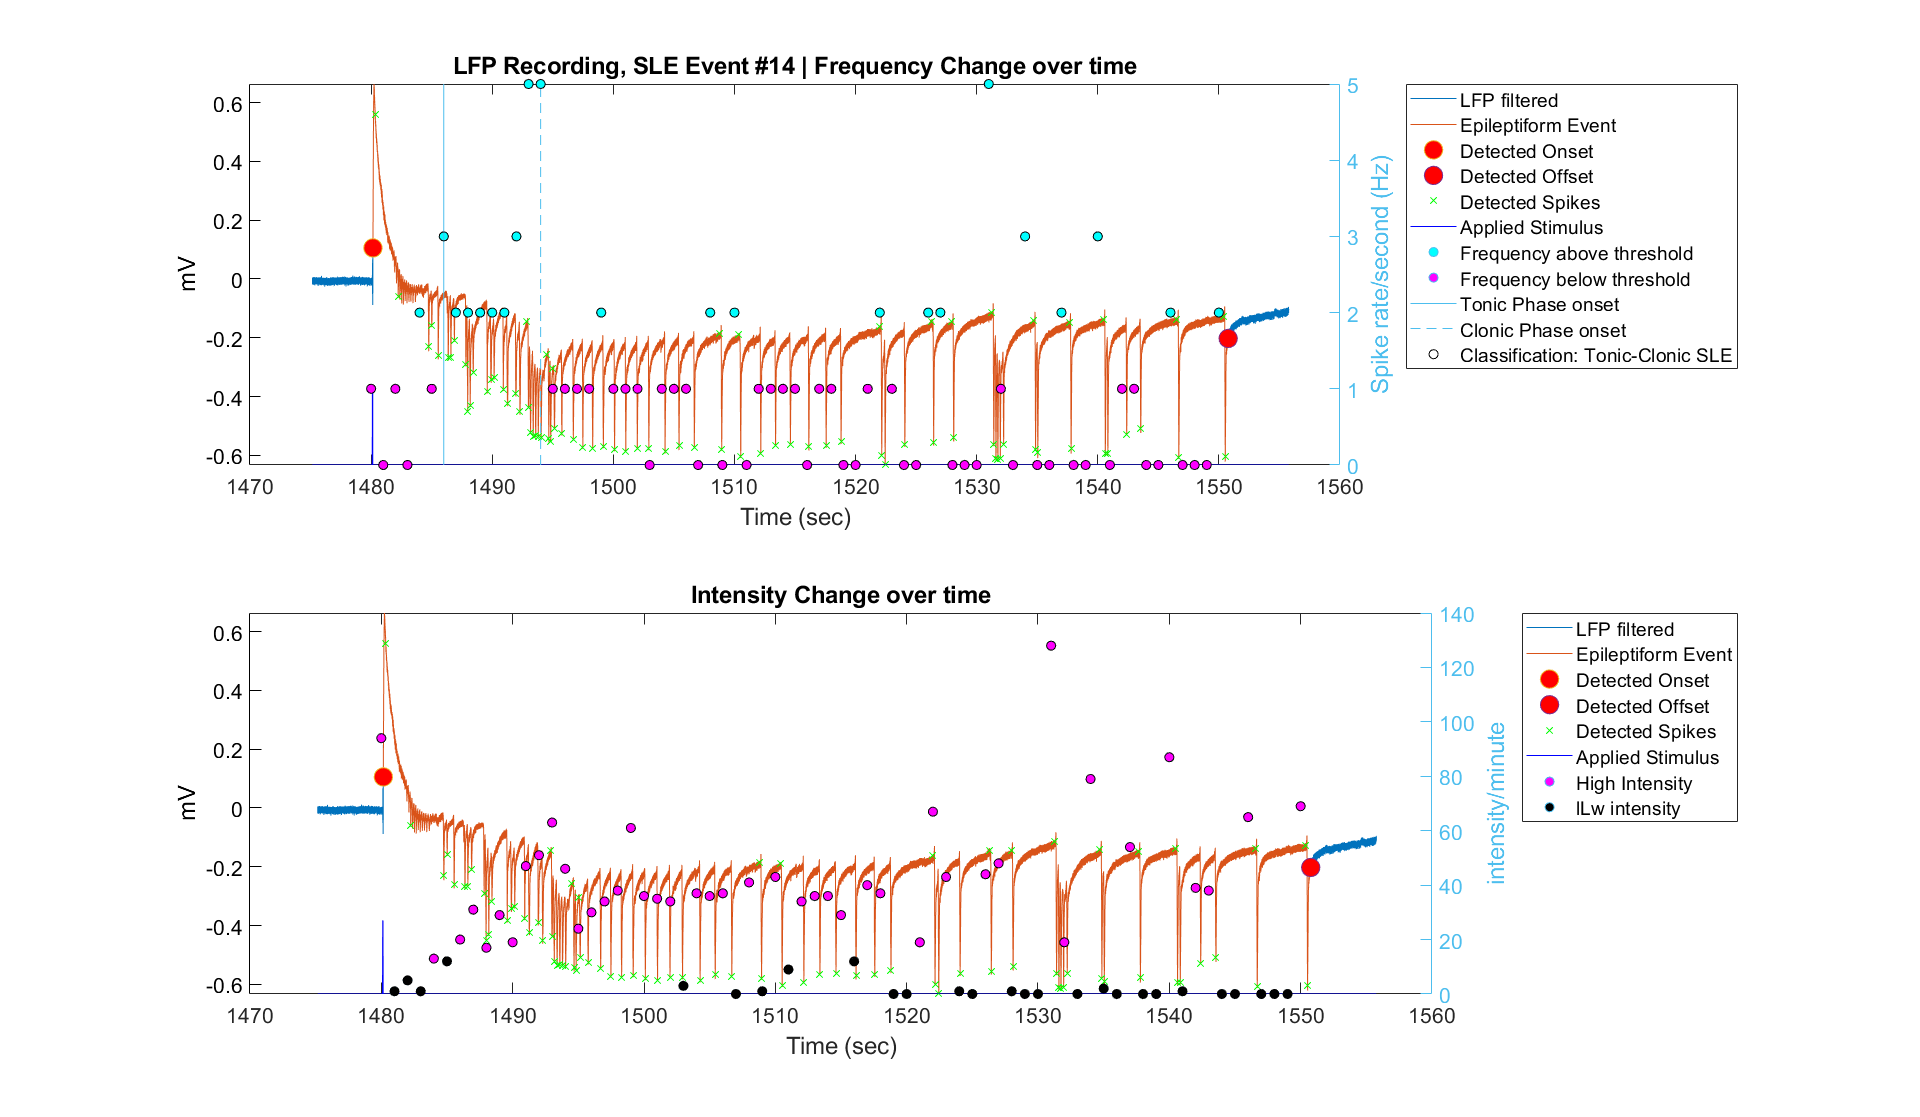 LFP Recording, SLE Event #14 | Frequency Change over time
0.6
0.4
0.2
0
-0.2
-0.4
-0.6
mV
1470 1480 1490 1500 1510 1520 1530 1540 1550 1560
Time (sec)
5
4
3
2
1
0
Spike rate/second (Hz)
LFP filtered
Epileptiform Event
Detected Onset
Detected Offset
Detected Spikes
Applied Stimulus
Frequency above threshold
Frequency below threshold
Tonic Phase onset
Clonic Phase onset
Classification: Tonic-Clonic SLE
Intensity Change over time
0.6
0.4
0.2
0
-0.2
-0.4
-0.6
mV
1470 1480 1490 1500 1510 1520 1530 1540 1550 1560
Time (sec)
140
120
100
80
60
40
20
0
intensity/minute
LFP filtered
Epileptiform Event
Detected Onset
Detected Offset
Detected Spikes
Applied Stimulus
High Intensity
lLw intensity